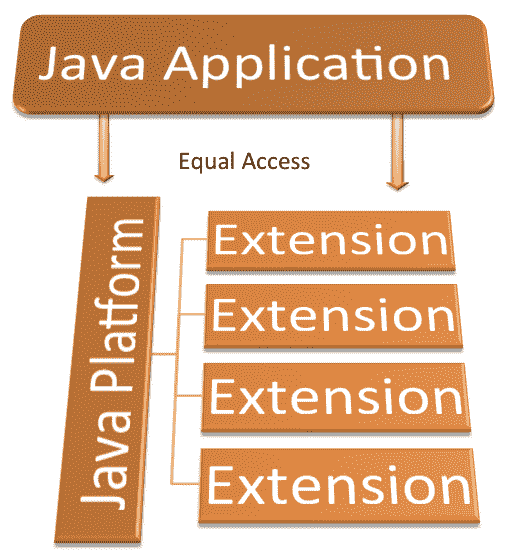 Java Application
Equal Access
Java Platform
Extension
Extension
Extension
Extension